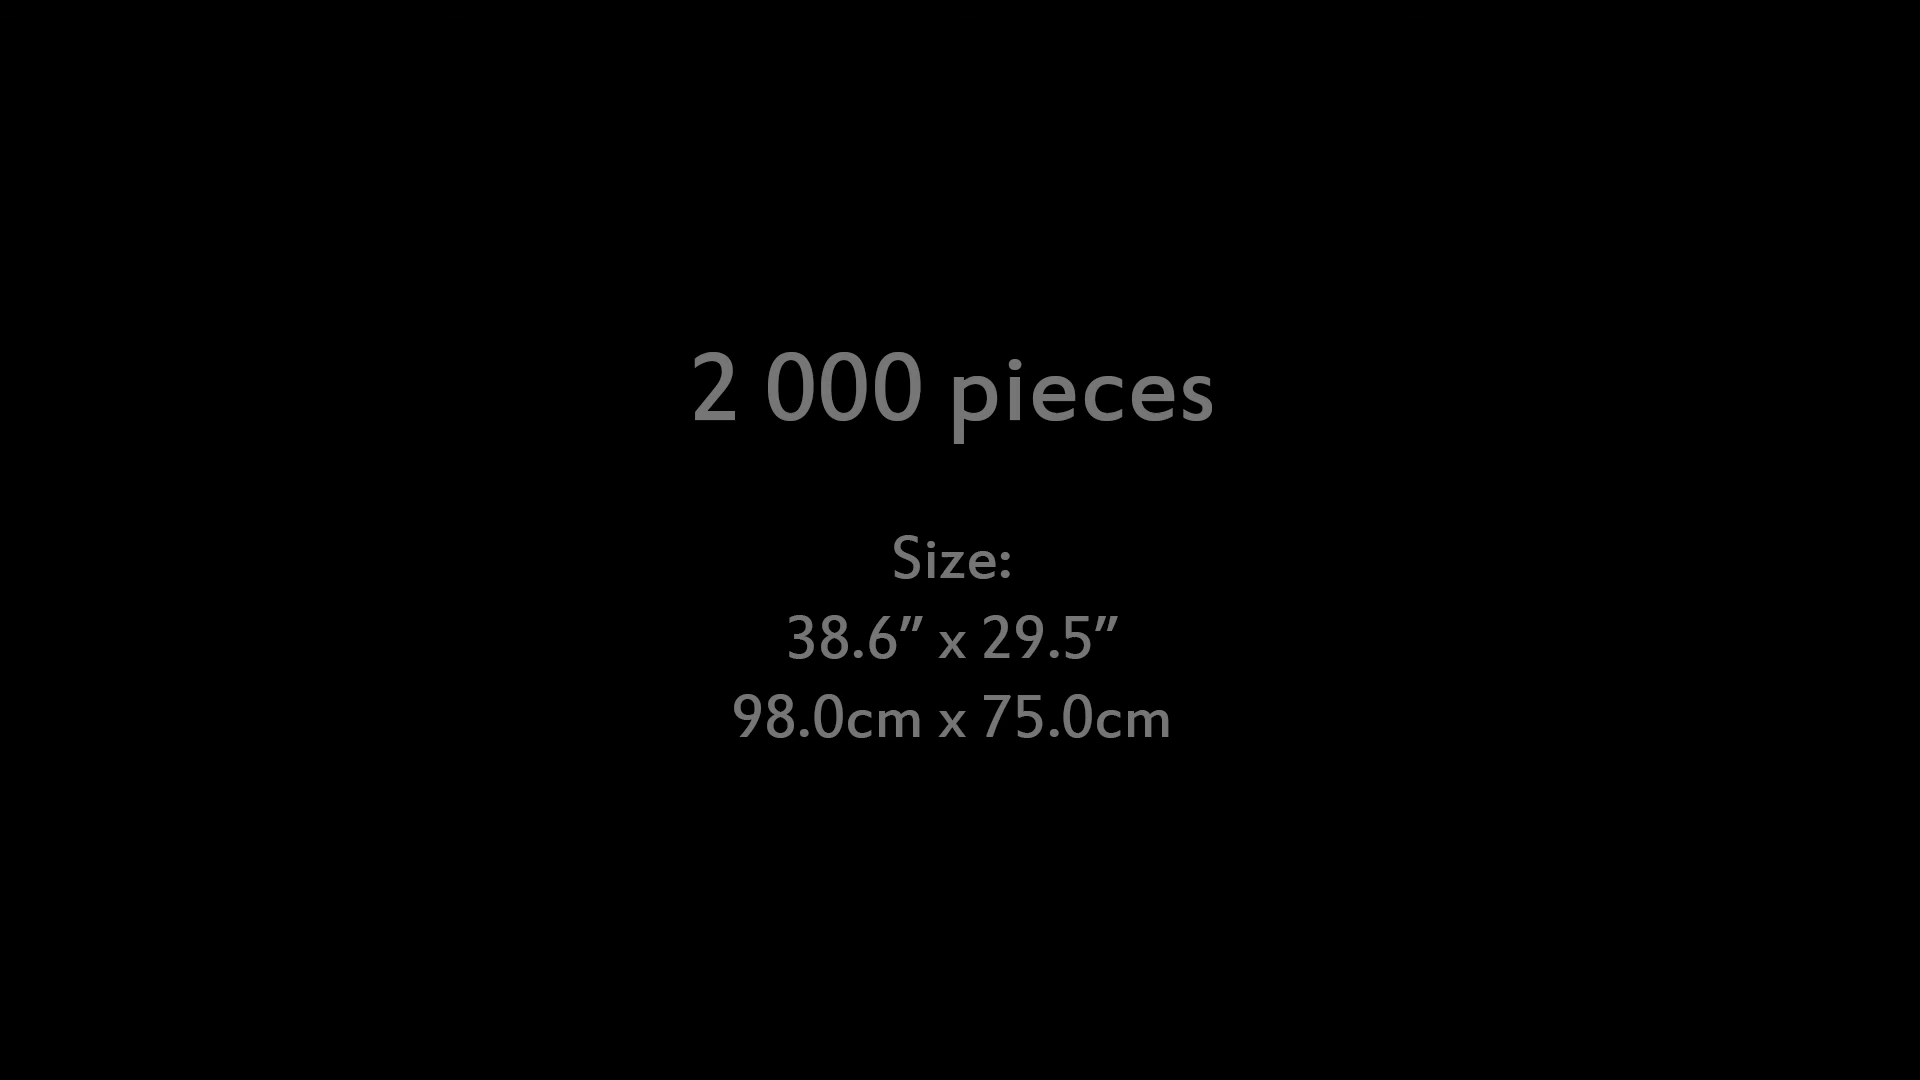 2 000 pieces
Size:
38.6” x 29.5”
98.0cm x 75.0cm